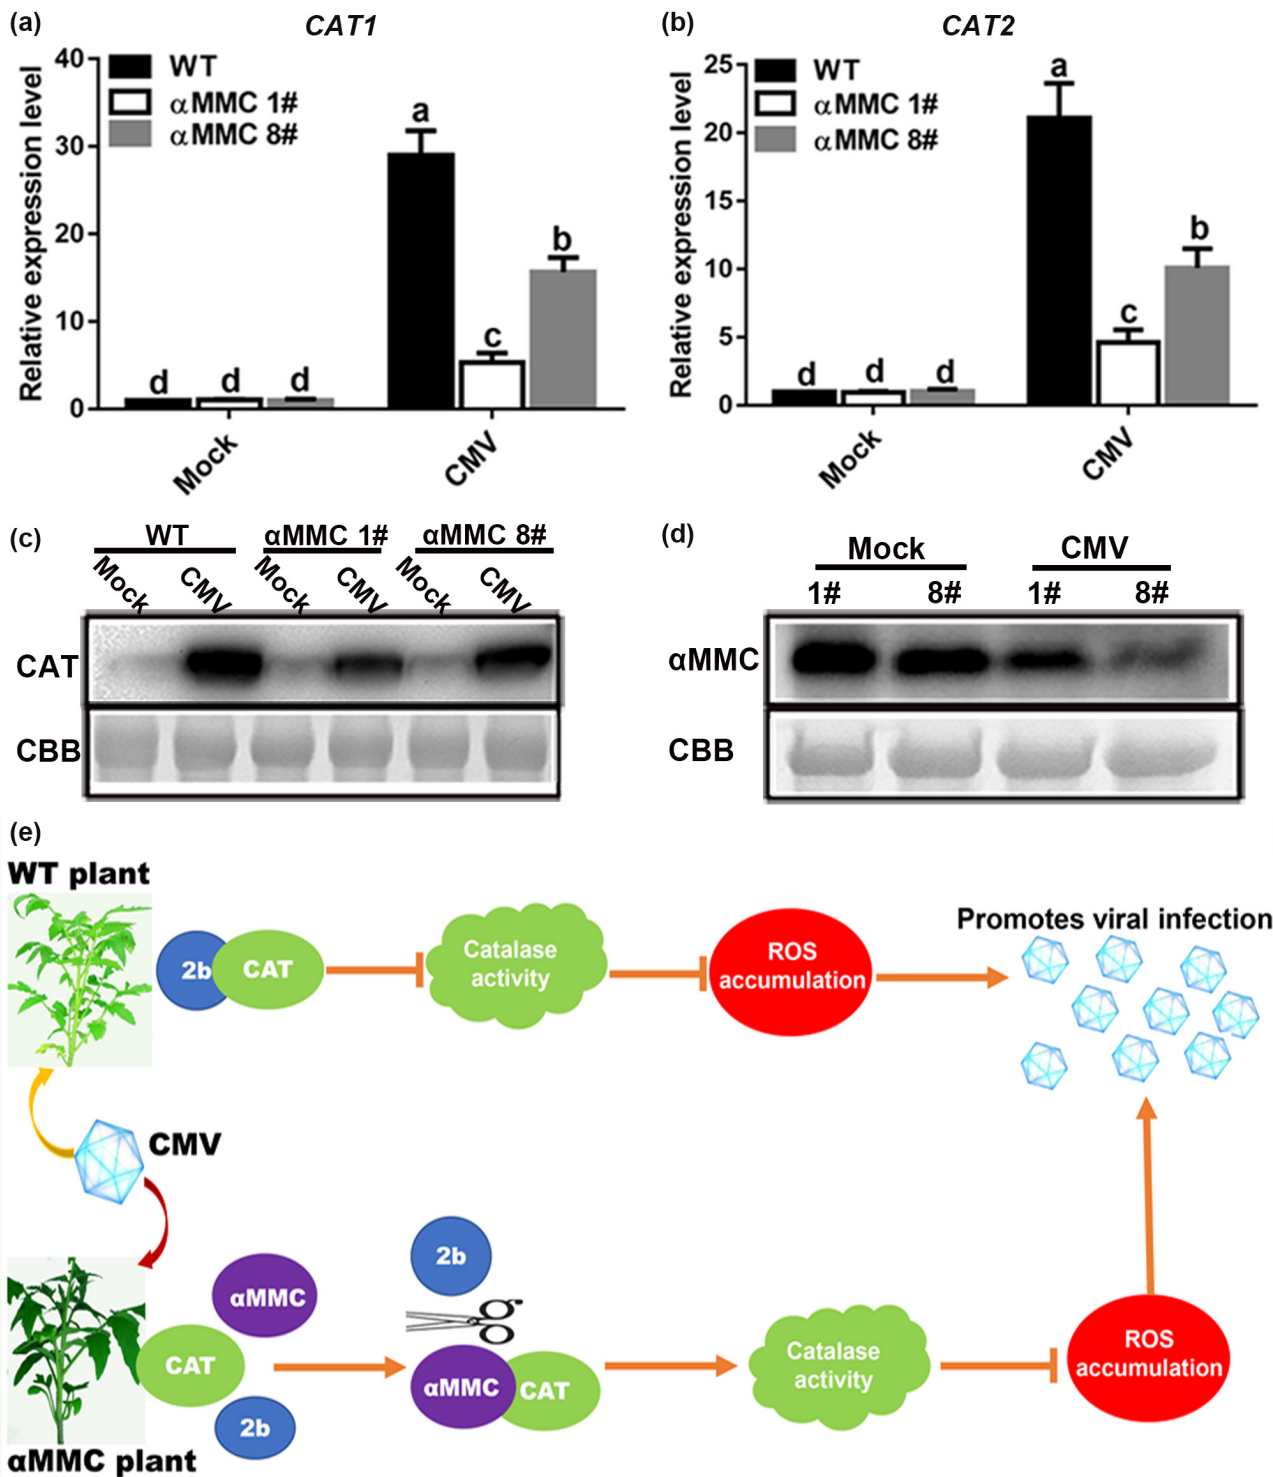 (a)
CAT1
Relative expression level
40
30
20
10
0
WT
αMMC 1#
αMMC 8#
d
d
d
a
c
b
Mock
CMV
(b)
CAT2
Relative expression level
25
20
15
10
5
0
WT
αMMC 1#
αMMC 8#
d
d
d
a
c
b
Mock
CMV
(c)
WT
αMMC 1#
αMMC 8#
Mock
CMV
Mock
CMV
Mock
CMV
CAT
CBB
(d)
Mock
CMV
1#
8#
1#
8#
αMMC
CBB
(e)
WT plant
2b
CAT
Catalase
activity
ROS
accumulation
Promotes viral infection
CMV
αMMC
CAT
2b
2b
αMMC
CAT
Catalase
activity
ROS
accumulation
αMMC plant